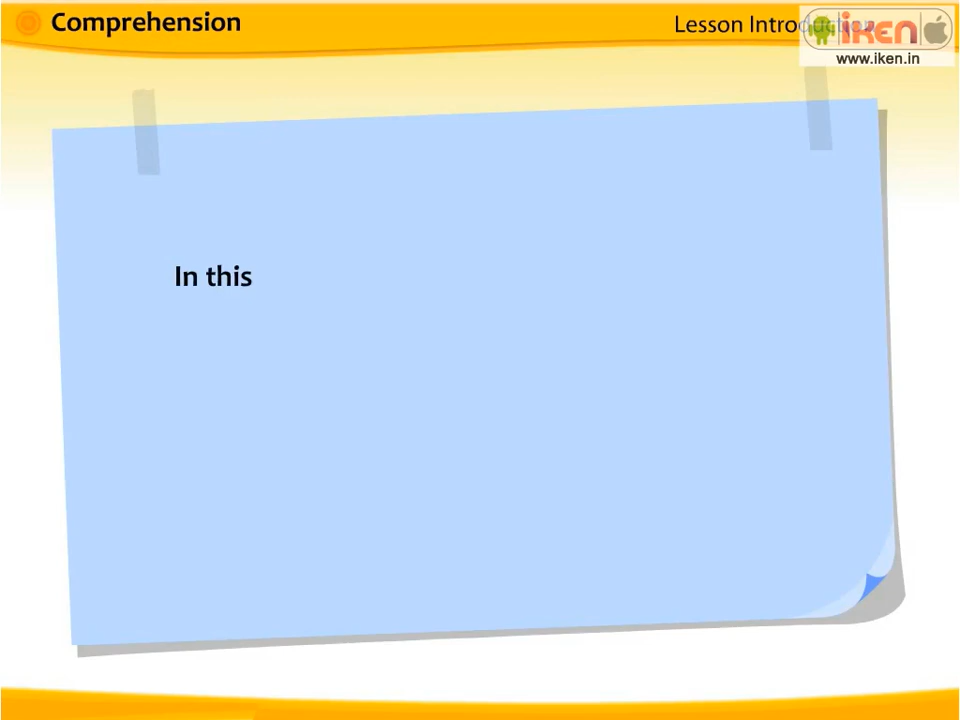 Comprehension
Lesson Introduction
iken
www.iken.in
In this